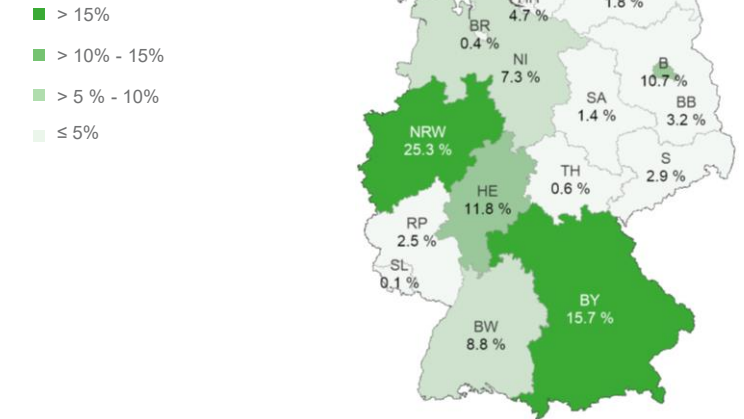 > 15%
> 10% - 15%
> 5 % - 10%
≤ 5%
4.7 %
1.8 %
BR
0.4 %
NI
7.3 %
B
10.7 %
SA
1.4 %
BB
3.2 %
NRW
25.3 %
S
2.9 %
TH
0.6 %
HE
11.8 %
RP
2.5 %
SL
0.1 %
BY
15.7 %
BW
8.8 %